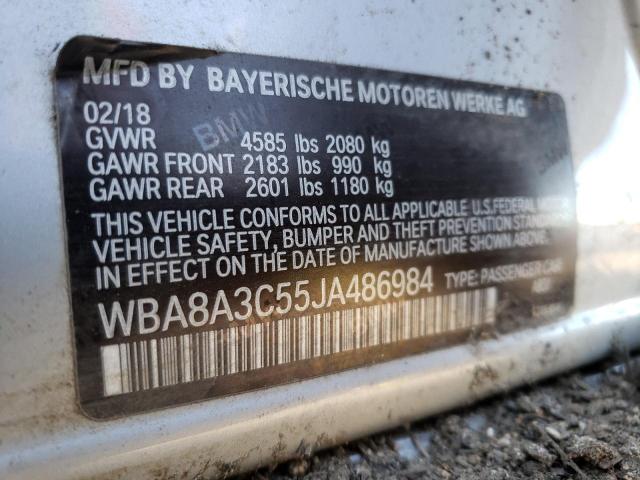 MFD BY BAYERISCHE MOTOREN WERKE AG
02/18
BMW
GVWR 4585 lbs 2080 kg
GAWR FRONT 2183 lbs 990 kg
GAWR REAR 2601 lbs 1180 kg
THIS VEHICLE CONFORMS TO ALL APPLICABLE U.S.FEDERAL MOTOR
VEHICLE SAFETY, BUMPER AND THEFT PREVENTION STANDARDS
IN EFFECT ON THE DATE OF MANUFACTURE SHOWN ABOVE.
WBA8A3C55JA486984 TYPE: PASSENGER CAR